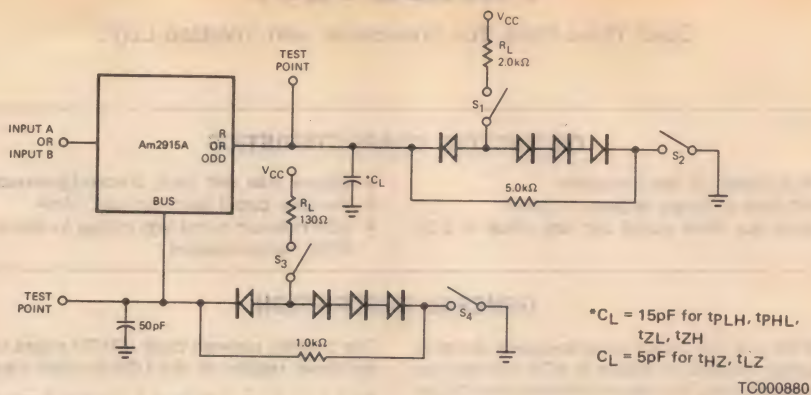 VCC
RL
2.0kΩ
TEST
POINT
S1
INPUT A
OR
INPUT B
Am2915A
R
OR
ODD
BUS
S2
*CL
5.0kΩ
VCC
RL
130Ω
S3
TEST
POINT
50pF
S4
1.0kΩ
*CL = 15pF for tPLH, tPHL,
tZL, tZH
CL = 5pF for tHZ, tLZ
TC000880